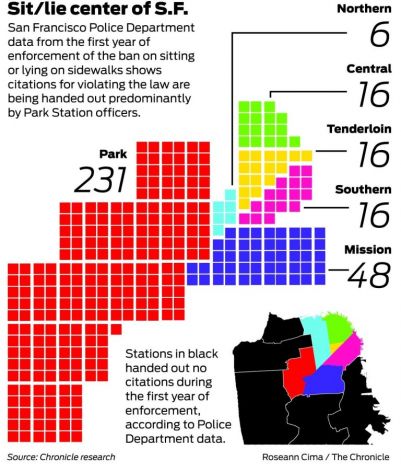 Sit/lie center of S.F.
San Francisco Police Department
data from the first year of
enforcement of the ban on sitting
or lying on sidewalks shows
citations for violating the law are
being handed out predominantly
by Park Station officers.
Northern
6
Central
16
Tenderloin
16
Southern
16
Mission
48
Park
231
Stations in black
handed out no
citations during
the first year of
enforcement,
according to Police
Department data.
Source: Chronicle research
Roseann Cima / The Chronicle